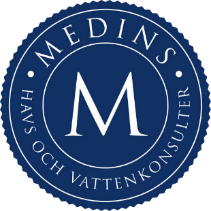 MEDINS
M
HAVS OCH VATTENKONSULTER